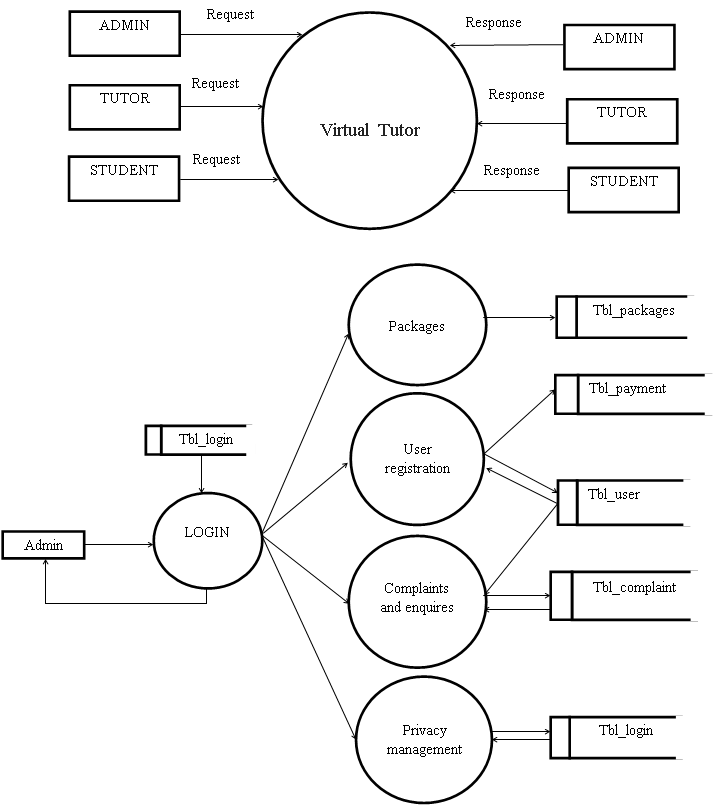 ADMIN
Request
Response
ADMIN
TUTOR
Request
Response
TUTOR
Virtual Tutor
STUDENT
Request
Response
STUDENT
Packages
Tbl_packages
Tbl_payment
Tbl_login
User
registration
Tbl_user
LOGIN
Admin
Complaints
and enquires
Tbl_complaint
Privacy
management
Tbl_login